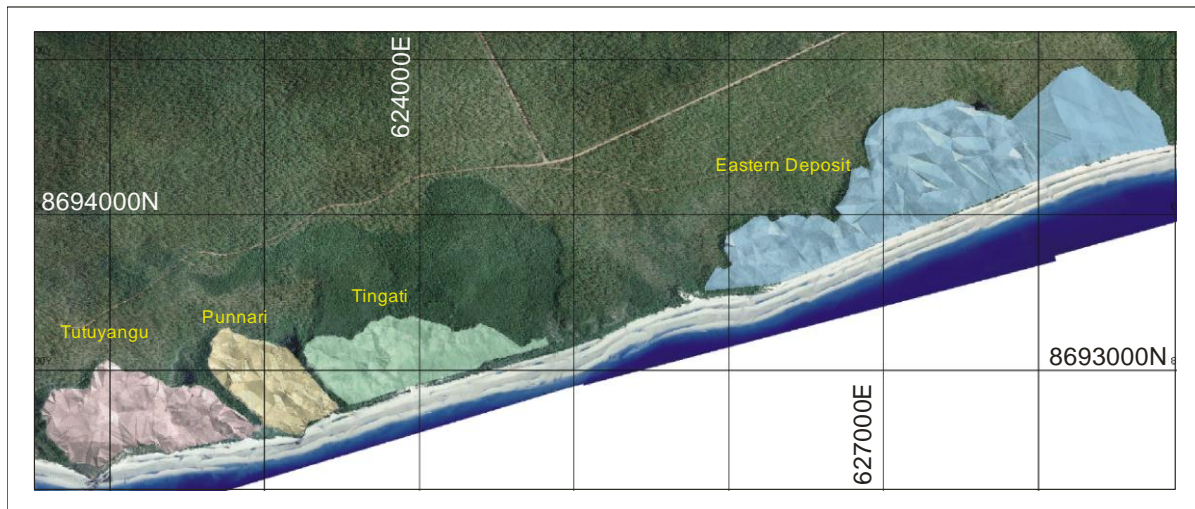 624000E
Eastern Deposit
8694000N
Tingati
Punnari
Tutuyangu
8693000N
627000E